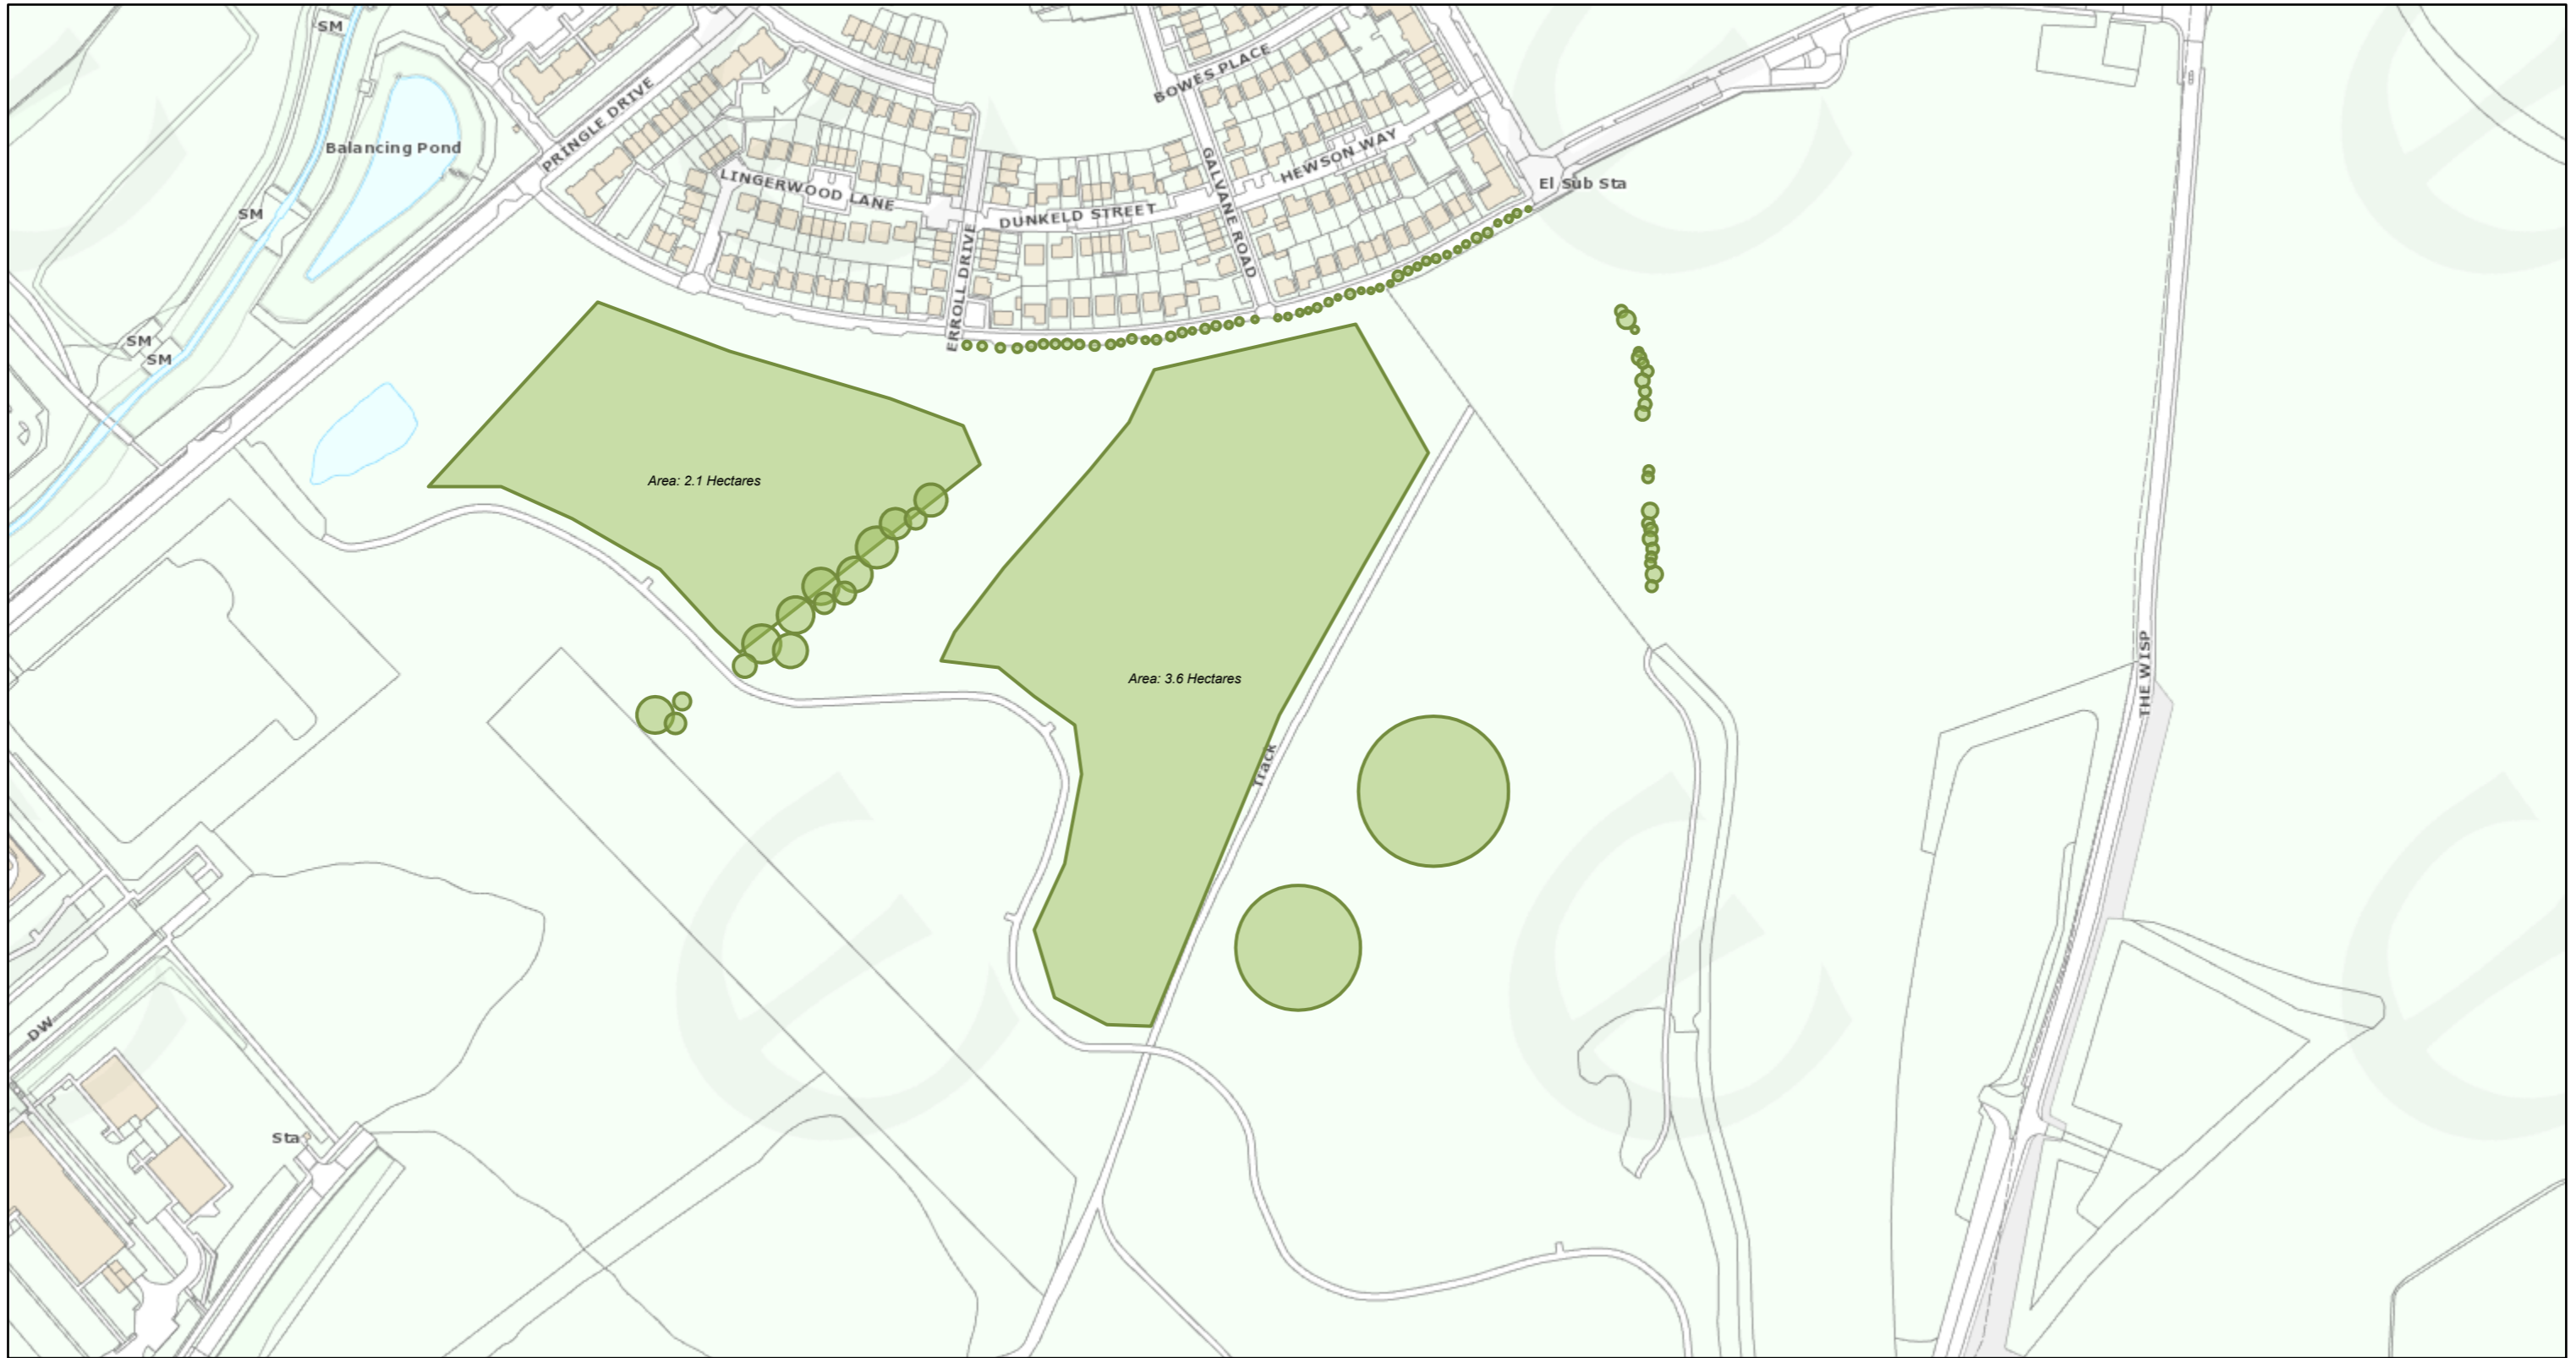 SM
BOWES PLACE
PRINGLE DRIVE
Balancing Pond
HEWSON WAY
El Sub Sta
LINGERWOOD LANE
GALVANE ROAD
SM
DUNKELD STREET
ERROLL DRIVE
SM
SM
Area: 2.1 Hectares
THE WISP
Area: 3.6 Hectares
Track
DW
Sta